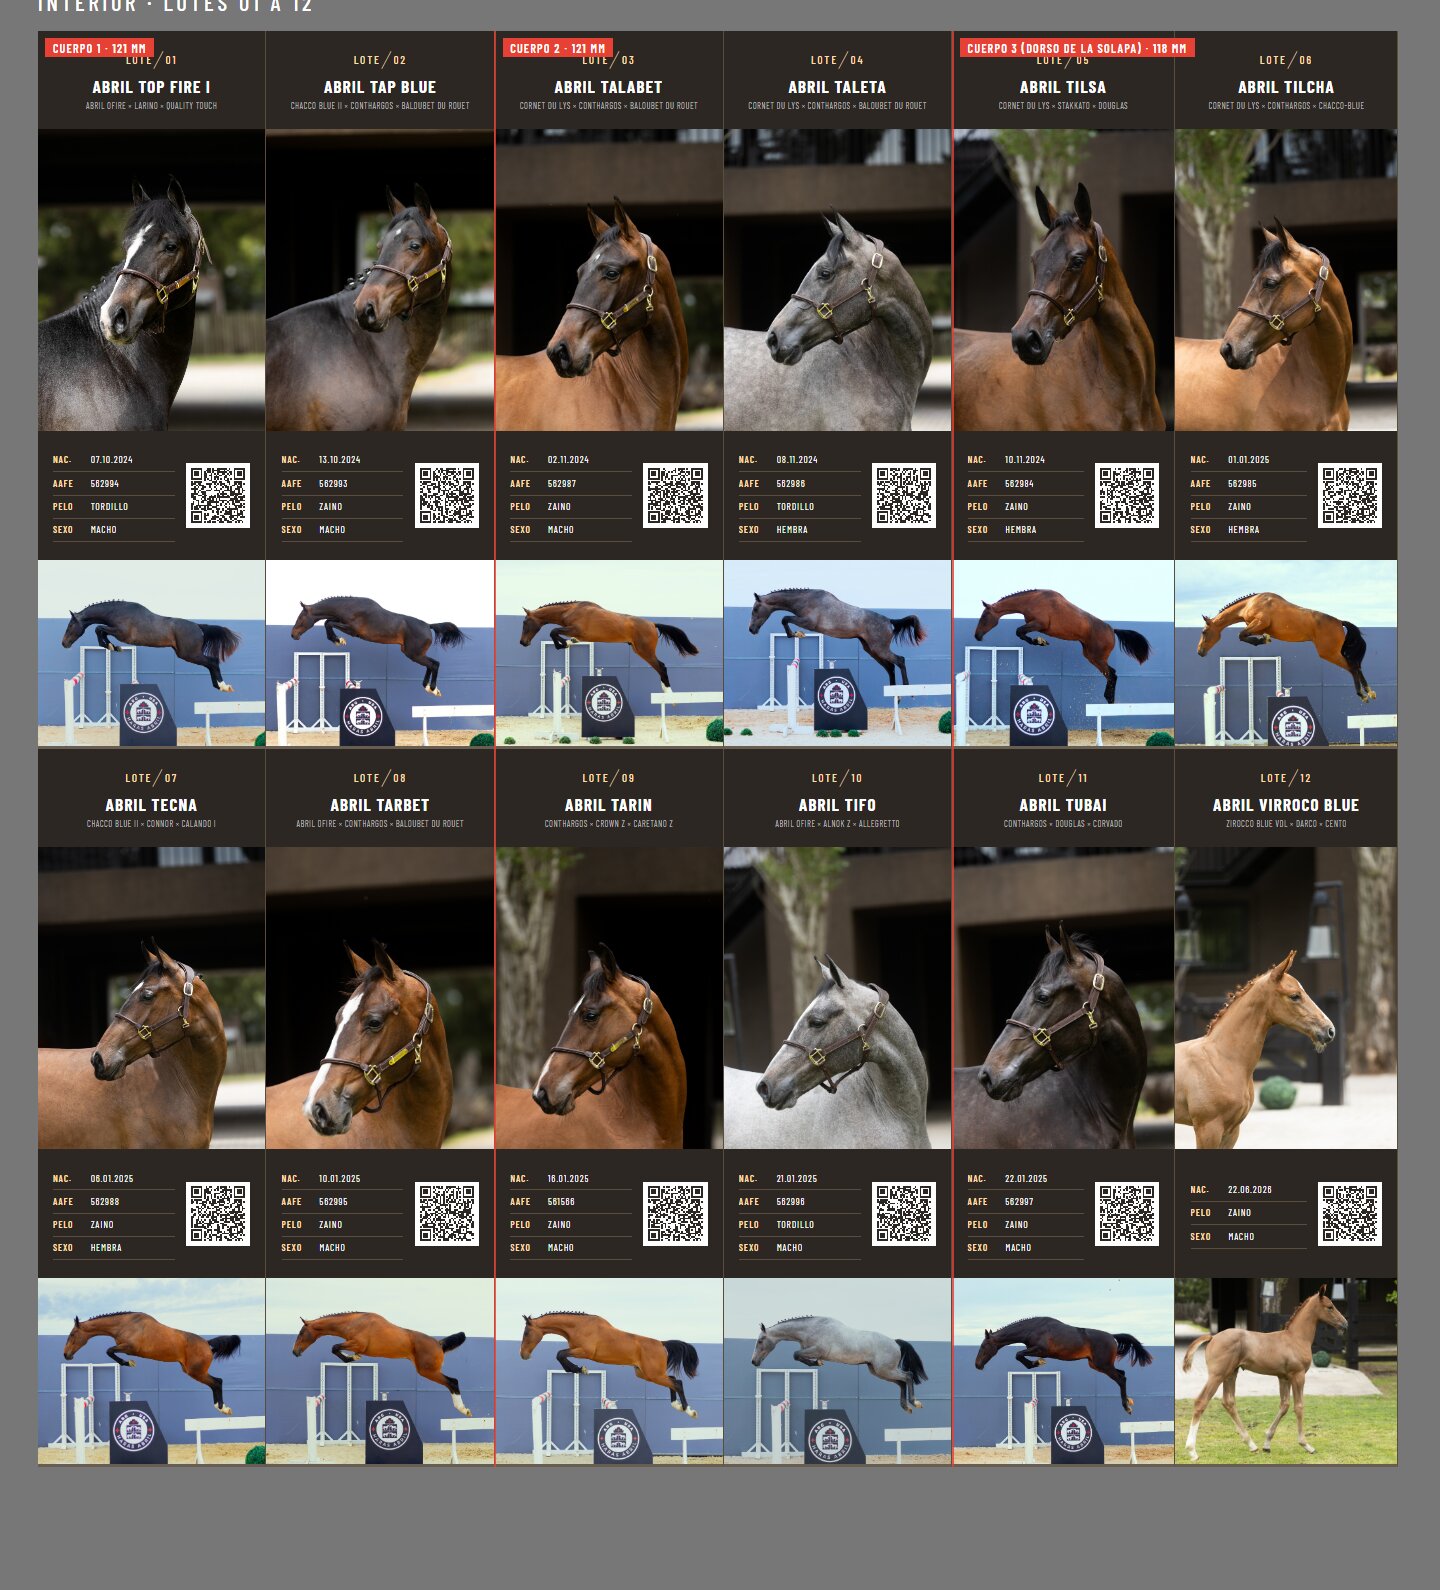 INTERIOR · LOTES 01 A 12
CUERPO 1 · 121 MM
LOTE/01
ABRIL TOP FIRE I
ABRIL OFIRE × LARINO × QUALITY TOUCH
LOTE/02
ABRIL TAP BLUE
CHACCO BLUE II × CONTHARGOS × BALOUBET DU ROUET
CUERPO 2 · 121 MM
LOTE/03
ABRIL TALABET
CORNET DU LYS × CONTHARGOS × BALOUBET DU ROUET
LOTE/04
ABRIL TALETA
CORNET DU LYS × CONTHARGOS × BALOUBET DU ROUET
CUERPO 3 (DORSO DE LA SOLAPA) · 118 MM
LOTE/05
ABRIL TILSA
CORNET DU LYS × STAKKATO × DOUGLAS
LOTE/06
ABRIL TILCHA
CORNET DU LYS × CONTHARGOS × CHACCO-BLUE
NAC. 07.10.2024
AAFE 562994
PELO TORDILLO
SEXO MACHO
NAC. 13.10.2024
AAFE 562993
PELO ZAINO
SEXO MACHO
NAC. 02.11.2024
AAFE 562987
PELO ZAINO
SEXO MACHO
NAC. 08.11.2024
AAFE 562986
PELO TORDILLO
SEXO HEMBRA
NAC. 10.11.2024
AAFE 562984
PELO ZAINO
SEXO HEMBRA
NAC. 01.01.2025
AAFE 562985
PELO ZAINO
SEXO HEMBRA
LOTE/07
ABRIL TECNA
CHACCO BLUE II × CONNOR × CALANDO I
LOTE/08
ABRIL TARBET
ABRIL OFIRE × CONTHARGOS × BALOUBET DU ROUET
LOTE/09
ABRIL TARIN
CONTHARGOS × CROWN Z × CARETANO Z
LOTE/10
ABRIL TIFO
ABRIL OFIRE × ALNOK Z × ALLEGRETTO
LOTE/11
ABRIL TUBAI
CONTHARGOS × DOUGLAS × CORVADO
LOTE/12
ABRIL VIRROCO BLUE
ZIROCCO BLUE VDL × DARCO × CENTO
NAC. 06.01.2025
AAFE 562988
PELO ZAINO
SEXO HEMBRA
NAC. 10.01.2025
AAFE 562995
PELO ZAINO
SEXO MACHO
NAC. 16.01.2025
AAFE 561566
PELO ZAINO
SEXO MACHO
NAC. 21.01.2025
AAFE 562996
PELO TORDILLO
SEXO MACHO
NAC. 22.01.2025
AAFE 562997
PELO ZAINO
SEXO MACHO
NAC. 22.06.2026
PELO ZAINO
SEXO MACHO